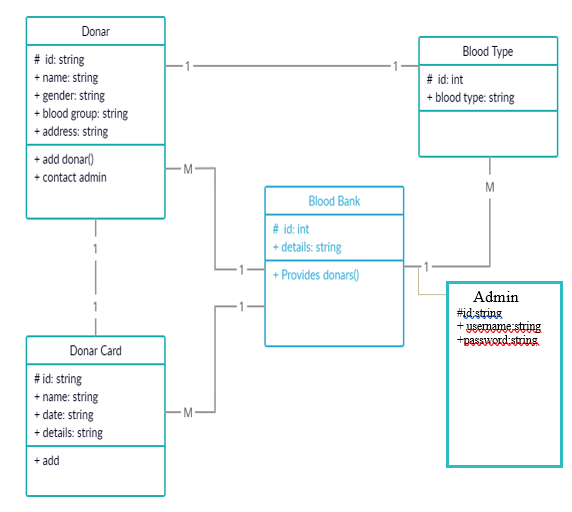 Donar
# id: string
+ name: string
+ gender: string
+ blood group: string
+ address: string
+ add donar()
+ contact admin
1
1
Blood Type
# id: int
+ blood type: string
M
M
1
Blood Bank
# id: int
+ details: string
+ Provides donars()
1
1
1
1
Admin
#id:string
+ username:string
+password:string
Donar Card
# id: string
+ name: string
+ date: string
+ details: string
+ add
M